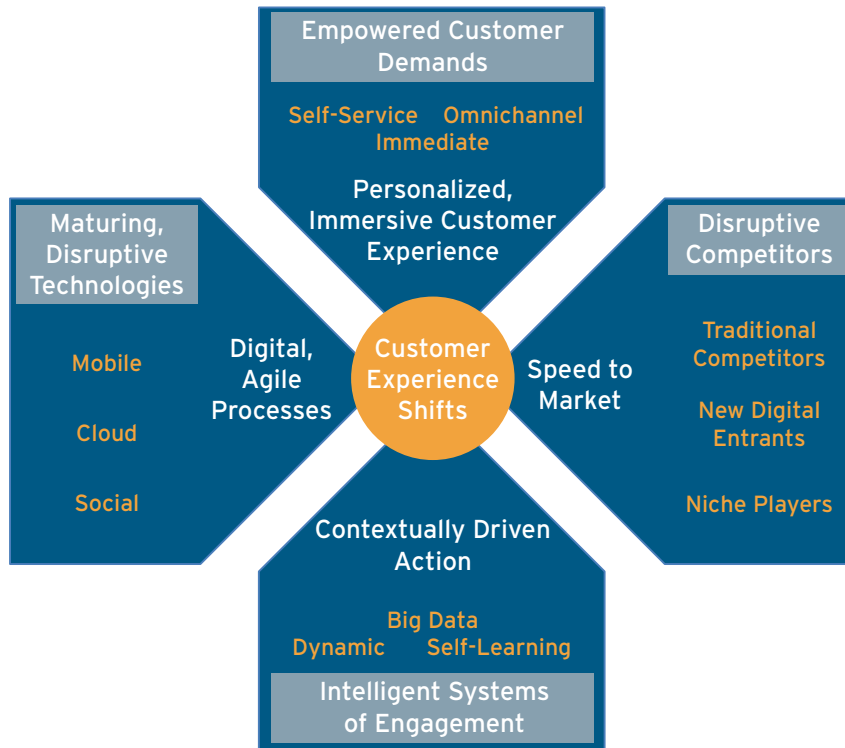 Empowered Customer
Demands
Self-Service Omnichannel
Immediate
Personalized,
Immersive Customer
Experience
Maturing,
Disruptive
Technologies
Mobile
Cloud
Social
Digital,
Agile
Processes
Customer
Experience
Shifts
Speed to
Market
Disruptive
Competitors
Traditional
Competitors
New Digital
Entrants
Niche Players
Contextually Driven
Action
Big Data
Dynamic Self-Learning
Intelligent Systems
of Engagement